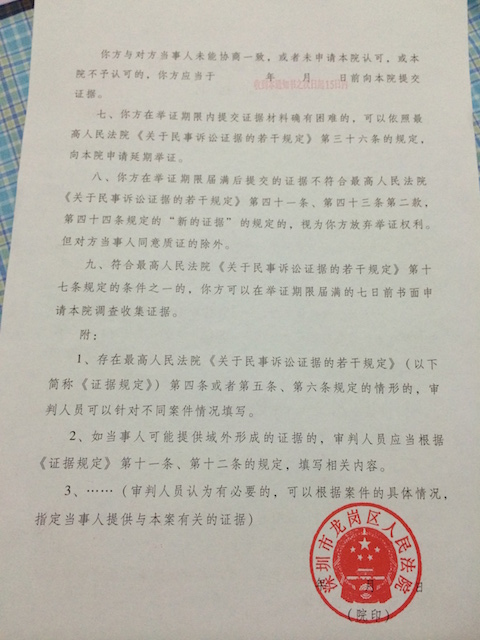 你方与对方当事人未能协商一致，或者未申请本院认可，或本
院不予认可的，你方应当于 年 月 日前向本院提交
证据。
七、你方在举证期限内提交证据材料确有困难的，可以依照最
高人民法院《关于民事诉讼证据的若干规定》第三十六条的规定，
向本院申请延期举证。
八、你方在举证期限届满后提交的证据不符合最高人民法院
《关于民事诉讼证据的若干规定》第四十一条、第四十三条第二款，
第四十四条规定的“新的证据”的规定的，视为你方放弃举证权利。
但对方当事人同意质证的除外。
九、符合最高人民法院《关于民事诉讼证据的若干规定》第十
七条规定的条件之一的，你方可以在举证期限届满的七日前书面申
请本院调查收集证据。
附：
1、存在最高人民法院《关于民事诉讼证据的若干规定》（以下
简称《证据规定》）第四条或者第五条、第六条规定的情形的，审
判人员可以针对不同案件情况填写。
2、如当事人可能提供域外形成的证据的，审判人员应当根据
《证据规定》第十一条、第十二条的规定，填写相关内容。
3、……（审判人员认为有必要的，可以根据案件的具体情况，
指定当事人提供与本案有关的证据）
深圳市龙岗区人民法院
年 月 日
（院印）